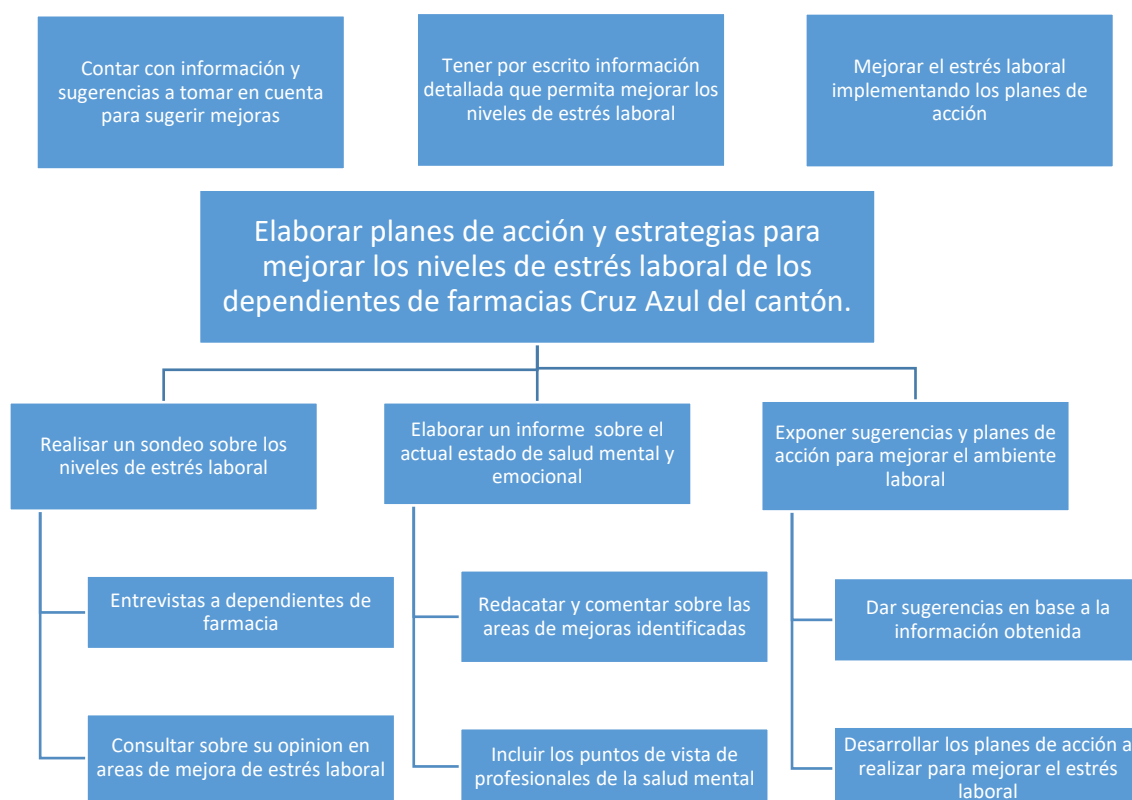 Contar con información y
sugerencias a tomar en cuenta
para sugerir mejoras
Tener por escrito información
detallada que permita mejorar los
niveles de estrés laboral
Mejorar el estrés laboral
implementando los planes de
acción
Elaborar planes de acción y estrategias para
mejorar los niveles de estrés laboral de los
dependientes de farmacias Cruz Azul del cantón.
Realisar un sondeo sobre los
niveles de estrés laboral
Elaborar un informe sobre el
actual estado de salud mental y
emocional
Exponer sugerencias y planes de
acción para mejorar el ambiente
laboral
Entrevistas a dependientes de
farmacia
Redacatar y comentar sobre las
areas de mejoras identificadas
Dar sugerencias en base a la
información obtenida
Consultar sobre su opinion en
areas de mejora de estrés laboral
Incluir los puntos de vista de
profesionales de la salud mental
Desarrollar los planes de acción a
realizar para mejorar el estrés
laboral